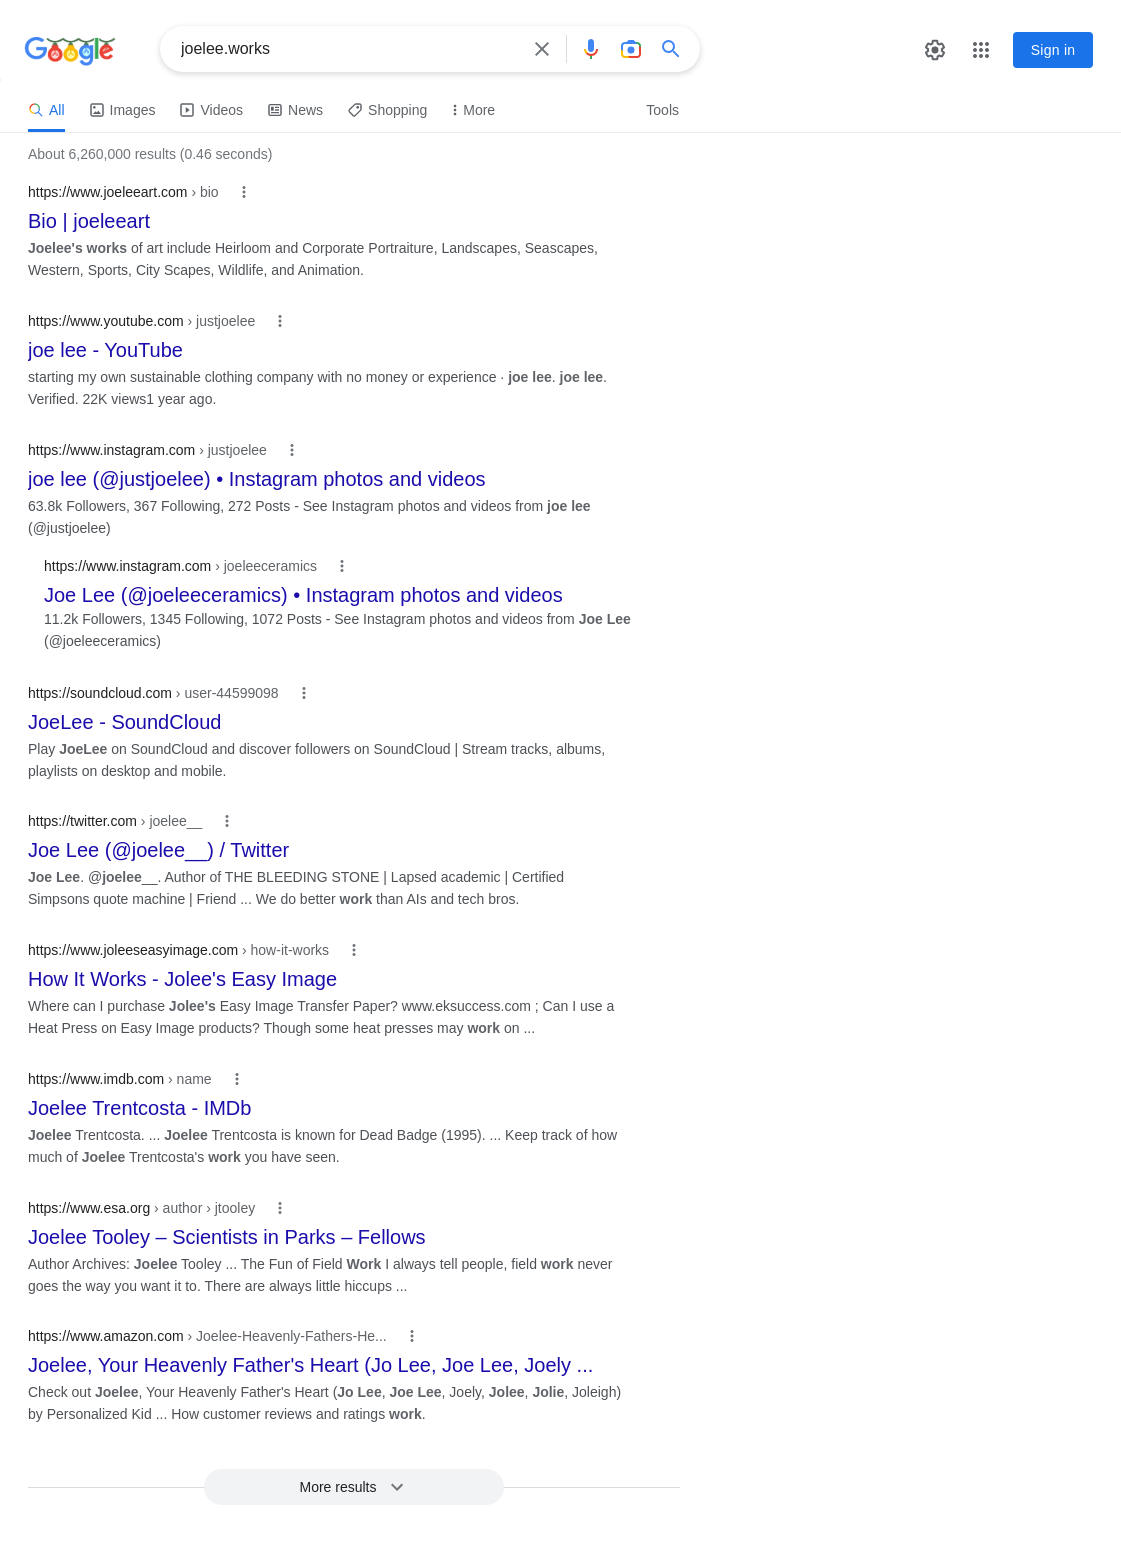 Google
joelee.works
Sign in
All
Images
Videos
News
Shopping
More
Tools
About 6,260,000 results (0.46 seconds)
https://www.joeleeart.com › bio
Bio | joeleeart
Joelee's works of art include Heirloom and Corporate Portraiture, Landscapes, Seascapes,
Western, Sports, City Scapes, Wildlife, and Animation.
https://www.youtube.com › justjoelee
joe lee - YouTube
starting my own sustainable clothing company with no money or experience · joe lee. joe lee.
Verified. 22K views1 year ago.
https://www.instagram.com › justjoelee
joe lee (@justjoelee) • Instagram photos and videos
63.8k Followers, 367 Following, 272 Posts - See Instagram photos and videos from joe lee
(@justjoelee)
https://www.instagram.com › joeleeceramics
Joe Lee (@joeleeceramics) • Instagram photos and videos
11.2k Followers, 1345 Following, 1072 Posts - See Instagram photos and videos from Joe Lee
(@joeleeceramics)
https://soundcloud.com › user-44599098
JoeLee - SoundCloud
Play JoeLee on SoundCloud and discover followers on SoundCloud | Stream tracks, albums,
playlists on desktop and mobile.
https://twitter.com › joelee__
Joe Lee (@joelee__) / Twitter
Joe Lee. @joelee__. Author of THE BLEEDING STONE | Lapsed academic | Certified
Simpsons quote machine | Friend ... We do better work than AIs and tech bros.
https://www.joleeseasyimage.com › how-it-works
How It Works - Jolee's Easy Image
Where can I purchase Jolee's Easy Image Transfer Paper? www.eksuccess.com ; Can I use a
Heat Press on Easy Image products? Though some heat presses may work on ...
https://www.imdb.com › name
Joelee Trentcosta - IMDb
Joelee Trentcosta. ... Joelee Trentcosta is known for Dead Badge (1995). ... Keep track of how
much of Joelee Trentcosta's work you have seen.
https://www.esa.org › author › jtooley
Joelee Tooley – Scientists in Parks – Fellows
Author Archives: Joelee Tooley ... The Fun of Field Work I always tell people, field work never
goes the way you want it to. There are always little hiccups ...
https://www.amazon.com › Joelee-Heavenly-Fathers-He...
Joelee, Your Heavenly Father's Heart (Jo Lee, Joe Lee, Joely ...
Check out Joelee, Your Heavenly Father's Heart (Jo Lee, Joe Lee, Joely, Jolee, Jolie, Joleigh)
by Personalized Kid ... How customer reviews and ratings work.
More results